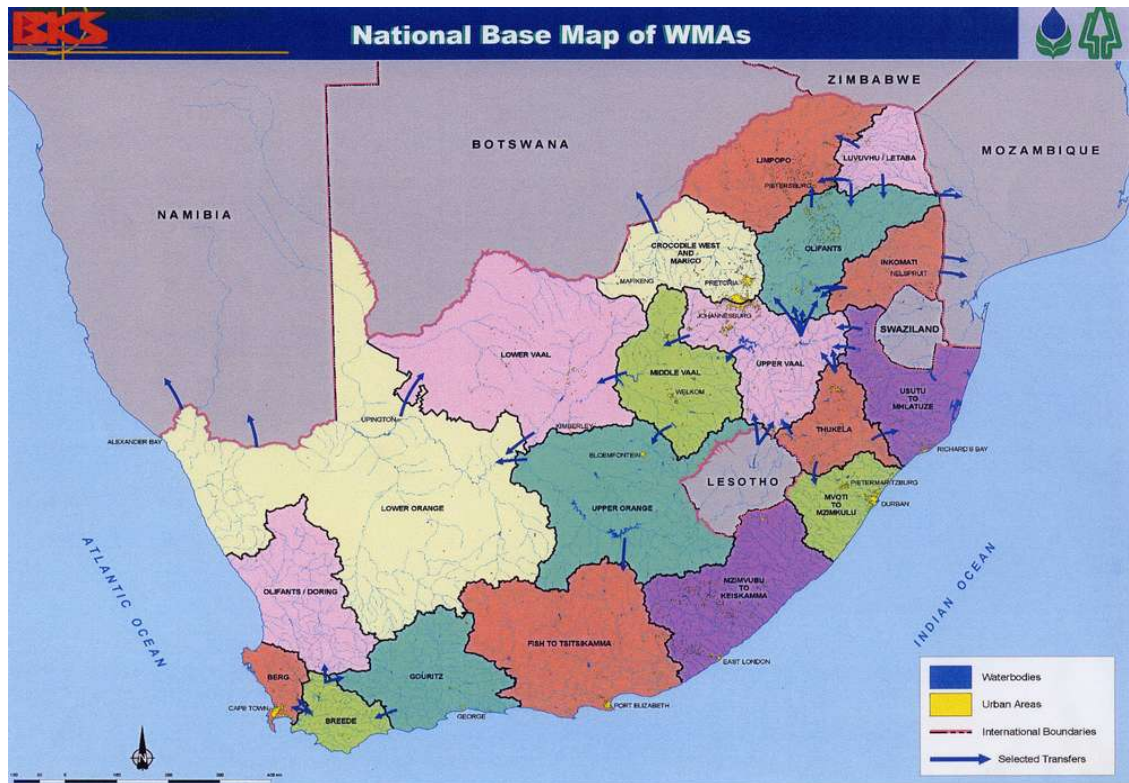 BKS
National Base Map of WMAs
ZIMBABWE
BOTSWANA
MOZAMBIQUE
NAMIBIA
LIMPOPO
LUVUVHU / LETABA
PIETERSBURG
OLIFANTS
CROCODILE WEST
AND
MARICO
INKOMATI
NELSPRUIT
MAFIKENG
PRETORIA
JOHANNESBURG
SWAZILAND
LOWER VAAL
UPPER VAAL
MIDDLE VAAL
WELKOM
USUTU
TO
MHLATUZE
UPINGTON
KIMBERLEY
THUKELA
ALEXANDER BAY
BLOEMFONTEIN
RICHARD'S BAY
LESOTHO
PIETERMARITZBURG
MVOTI
TO
MZIMKULU
DURBAN
LOWER ORANGE
UPPER ORANGE
ATLANTIC OCEAN
INDIAN OCEAN
MZIMVUBU
TO
KEISKAMMA
OLIFANTS / DORING
FISH TO TSITSIKAMMA
EAST LONDON
BERG
GOURITZ
CAPE TOWN
BREEDE
GEORGE
PORT ELIZABETH
Waterbodies
Urban Areas
International Boundaries
Selected Transfers
N